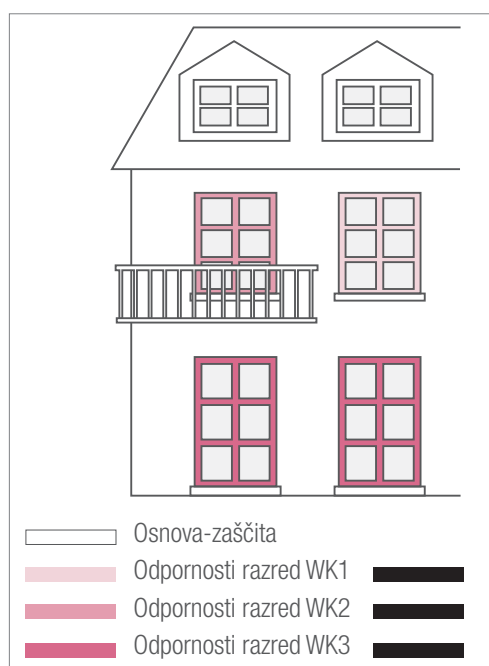 Osnova-zaščita
Odpornosti razred WK1
Odpornosti razred WK2
Odpornosti razred WK3